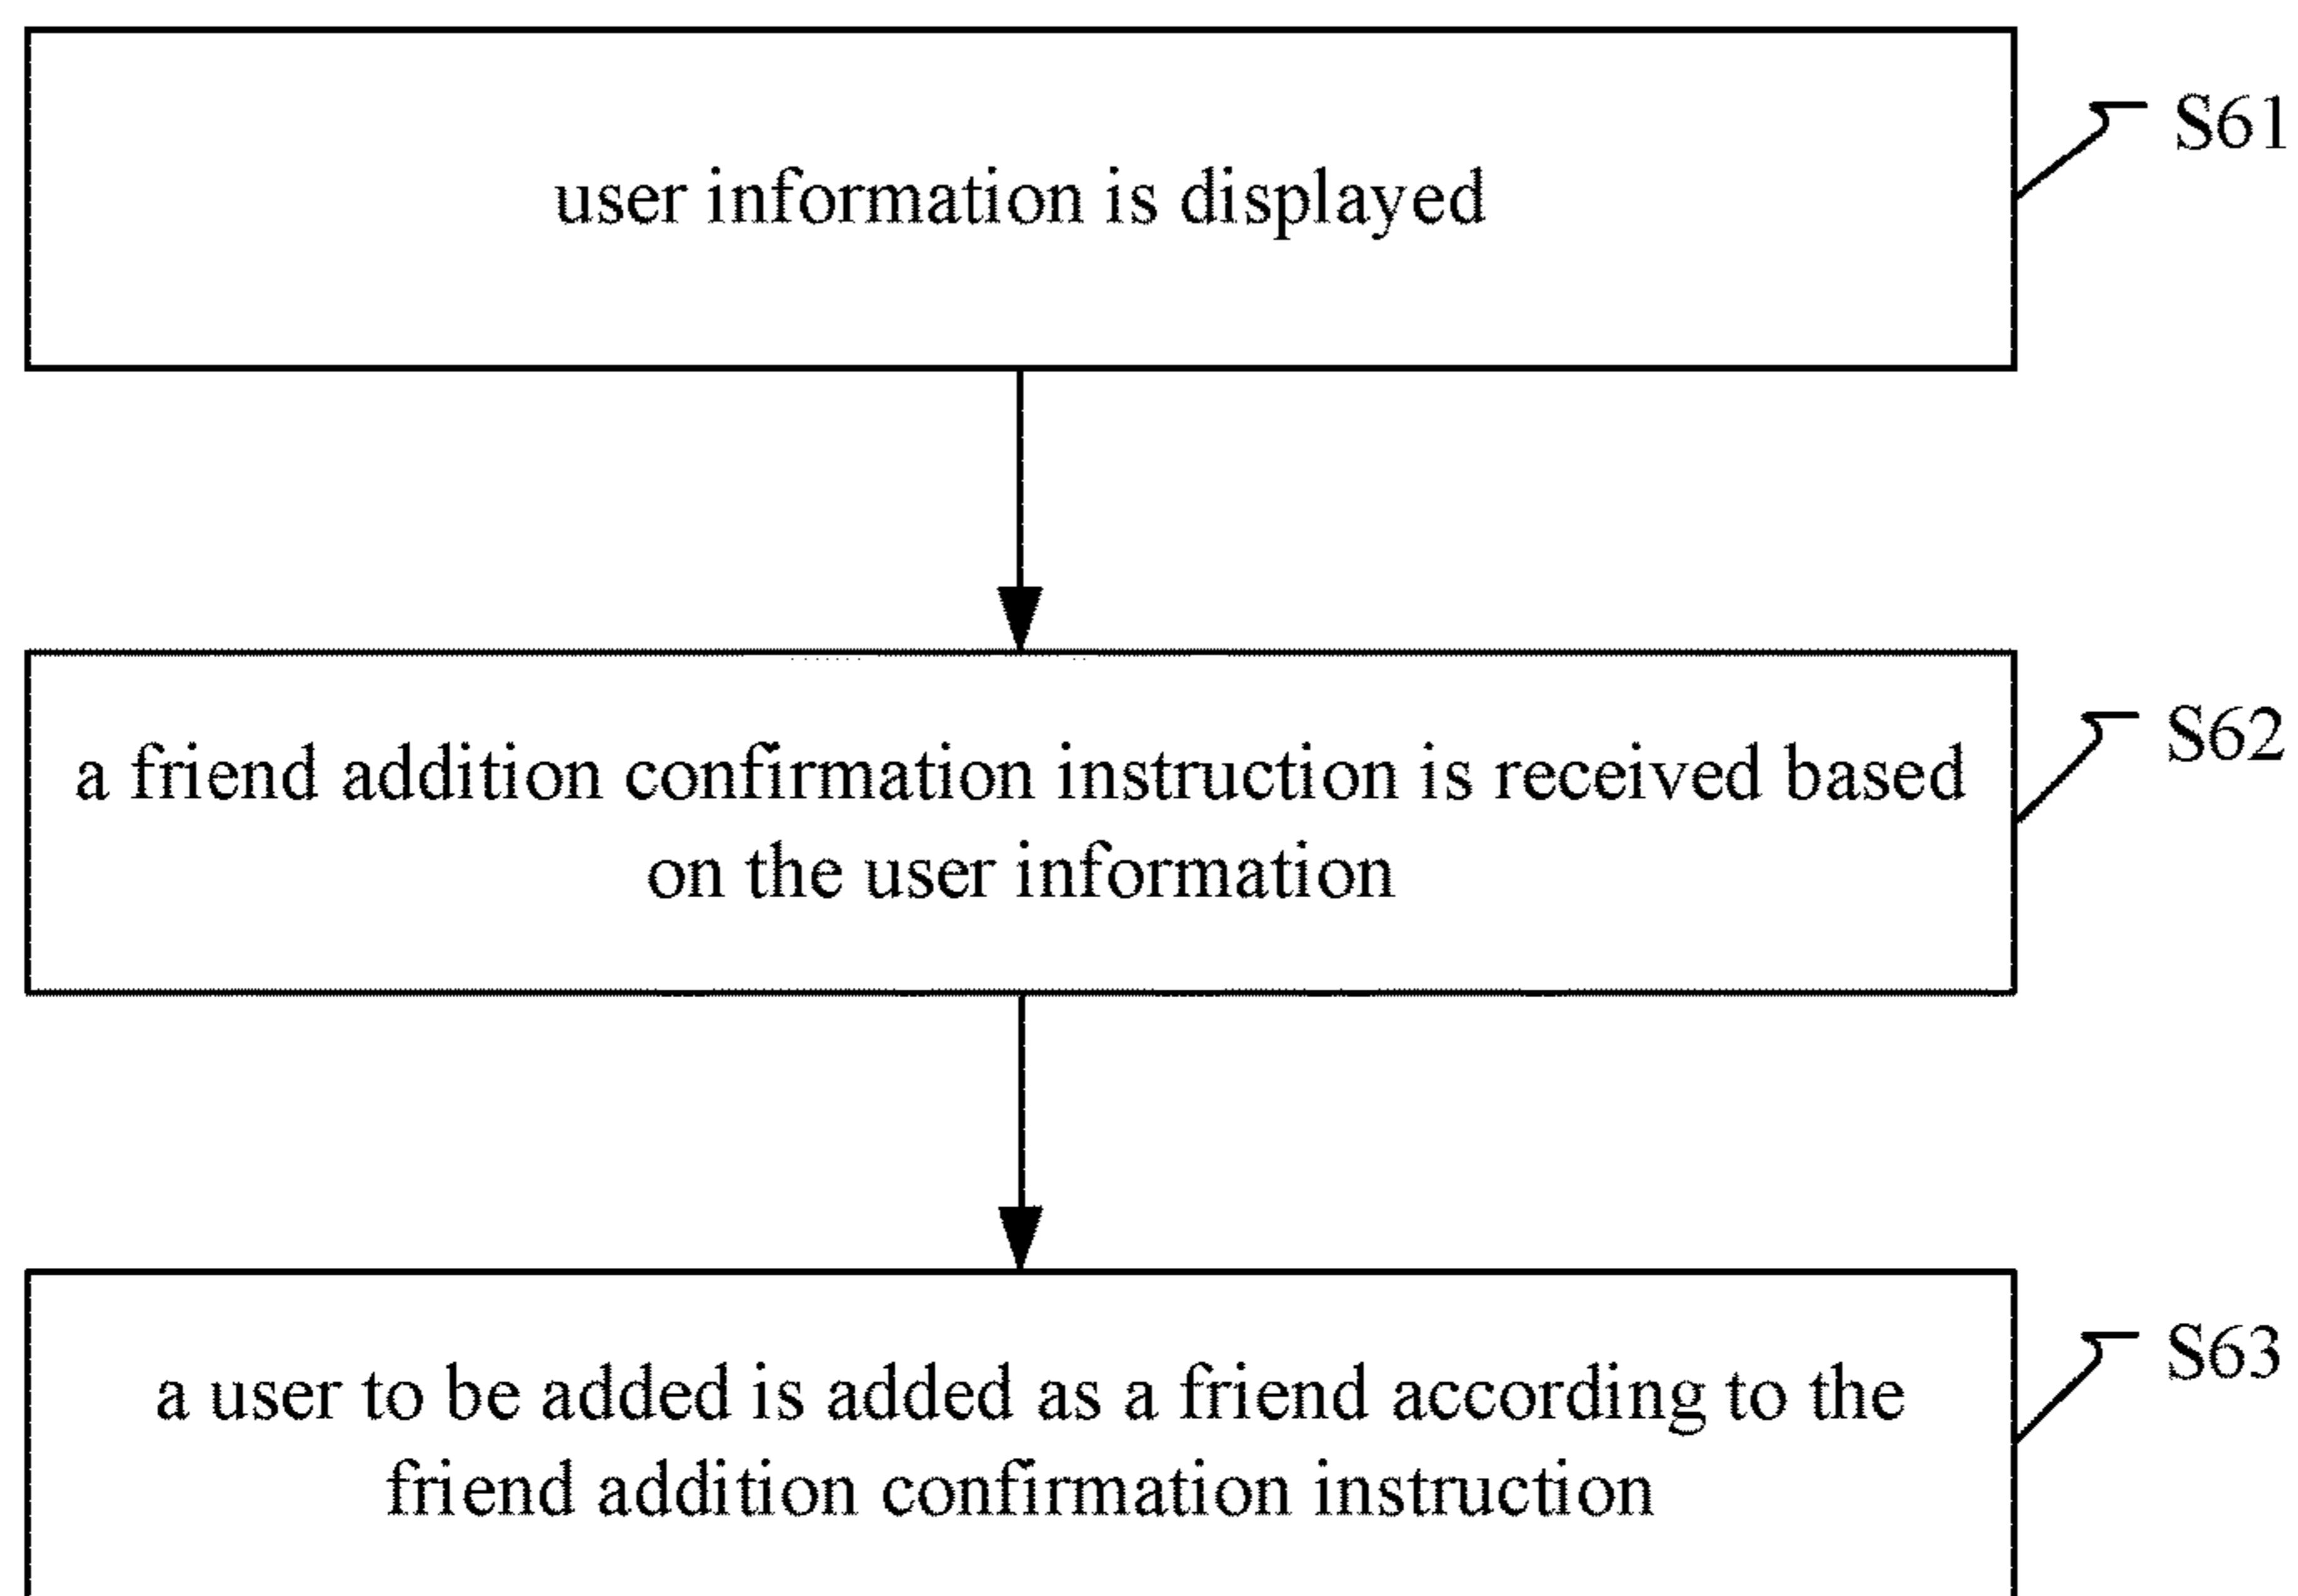 user information is displayed
S61
a friend addition confirmation instruction is received based
on the user information
S62
a user to be added is added as a friend according to the
friend addition confirmation instruction
S63